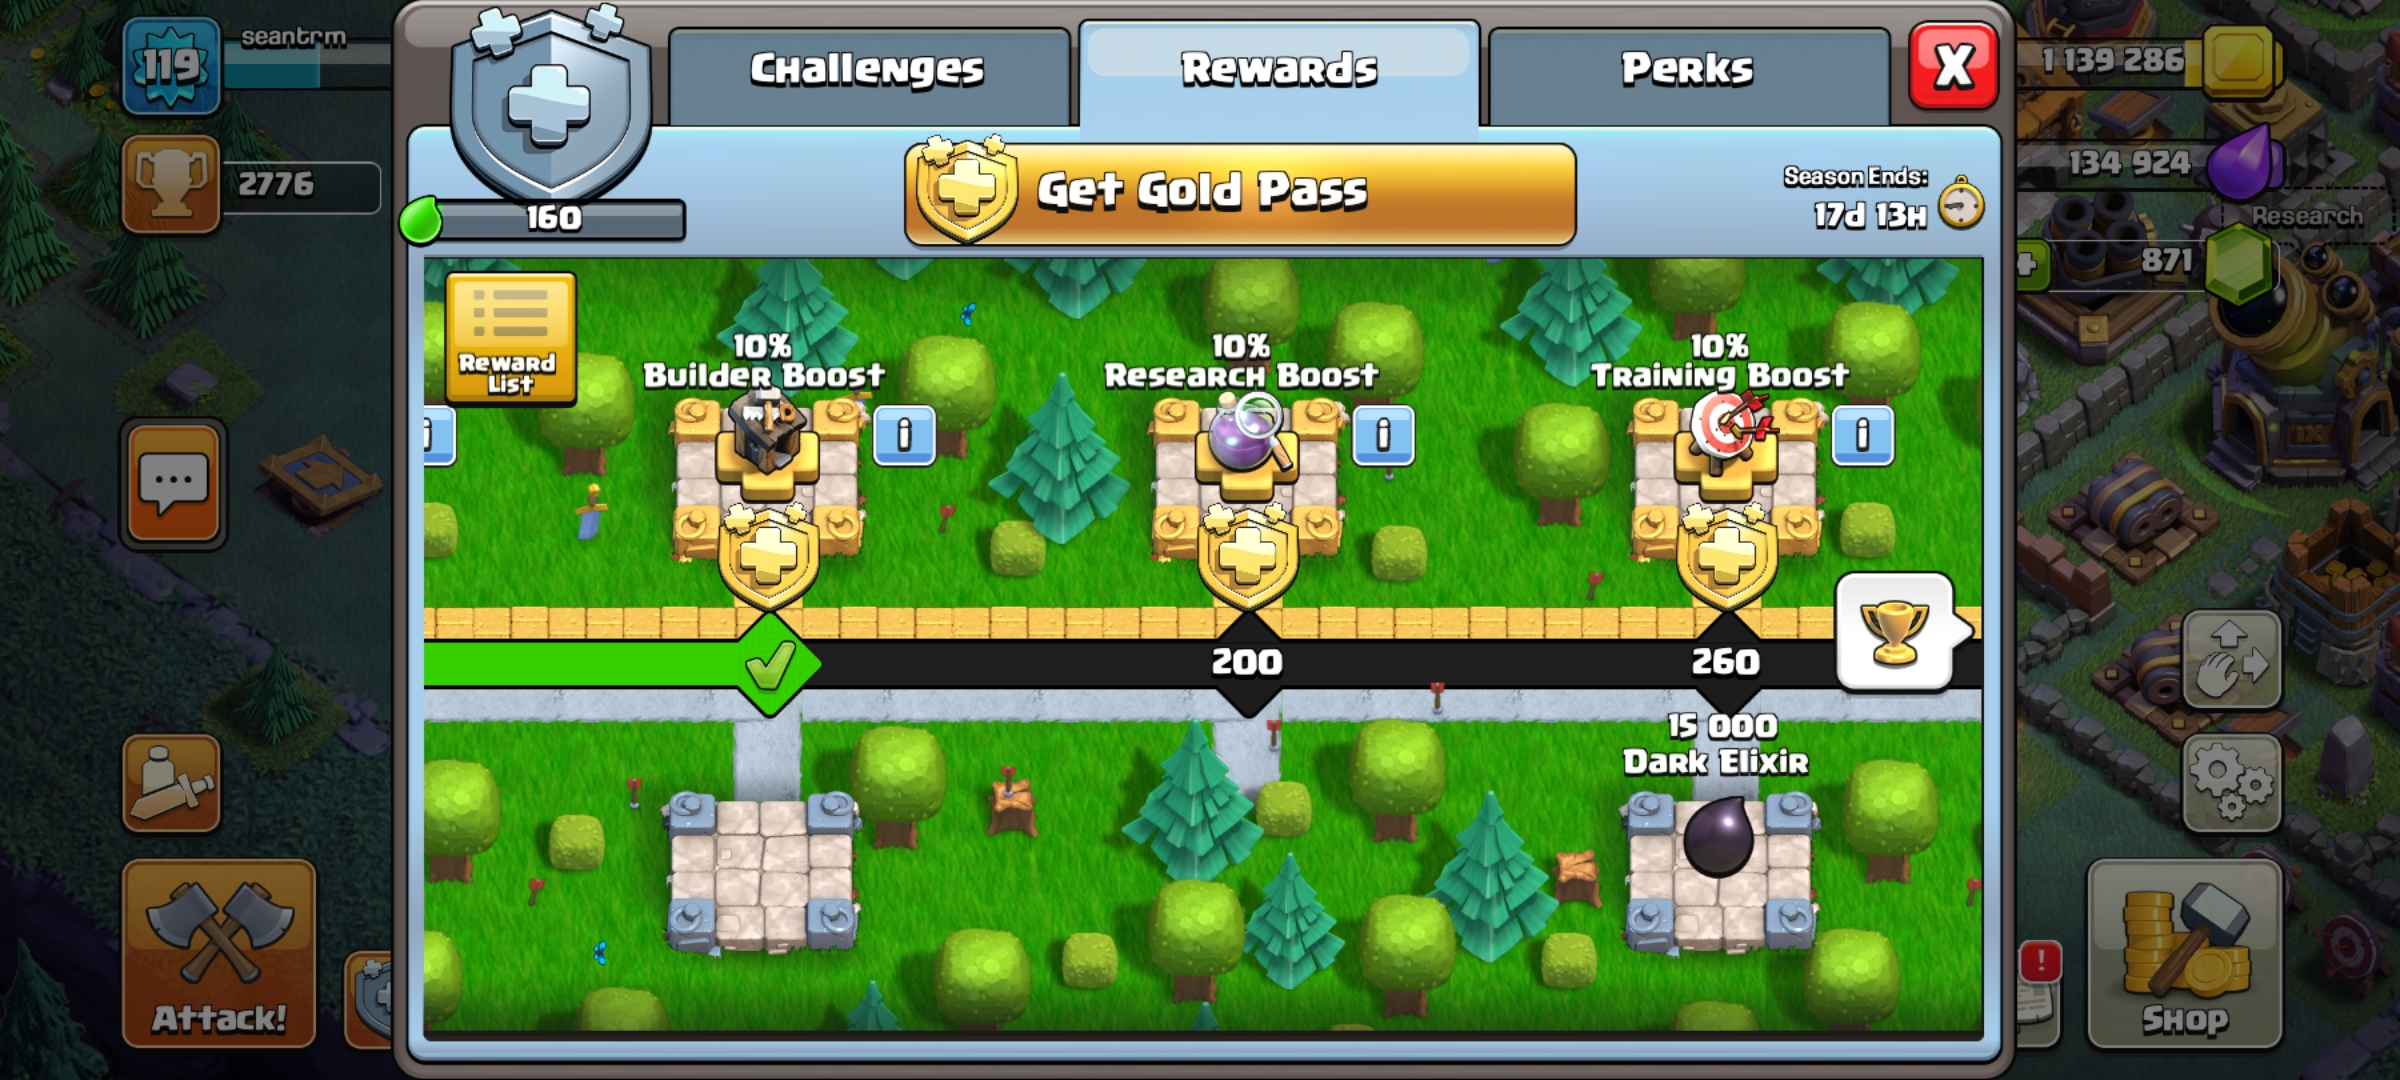 119
seantrm
2776
Challenges
Rewards
Perks
X
160
Get Gold Pass
Season Ends:
17d 13h
1 139 286
134 924
Research
871
Reward
List
10%
Builder Boost
10%
Research Boost
10%
Training Boost
i
i
i
i
200
260
15 000
Dark Elixir
Attack!
!
Shop